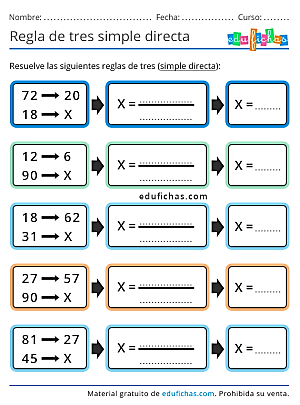 Nombre: ........................................ Fecha: ........................ Curso: ............
Regla de tres simple directa
edufichas
Resuelve las siguientes reglas de tres (simple directa):
72 → 20
18 → X
X = ............ / ............
X = ........
12 → 6
90 → X
X = ............ / ............
X = ........
edufichas.com
18 → 62
31 → X
X = ............ / ............
X = ........
27 → 57
90 → X
X = ............ / ............
X = ........
81 → 27
45 → X
X = ............ / ............
X = ........
Material gratuito de edufichas.com. Prohibida su venta.